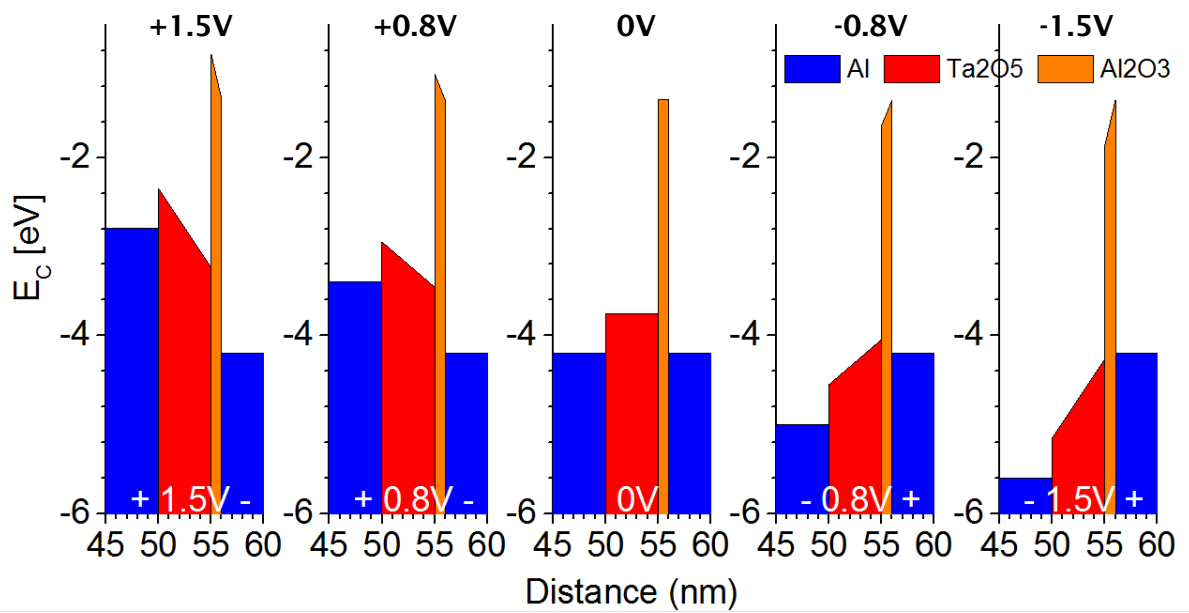 +1.5V +0.8V 0V -0.8V -1.5V
Al Ta2O5 Al2O3
-2 -2 -2 -2 -2
E_C [eV]
-4 -4 -4 -4 -4
+ 1.5V - + 0.8V - 0V - 0.8V + - 1.5V +
-6 -6 -6 -6 -6
45 50 55 60 45 50 55 60 45 50 55 60 45 50 55 60 45 50 55 60
Distance (nm)